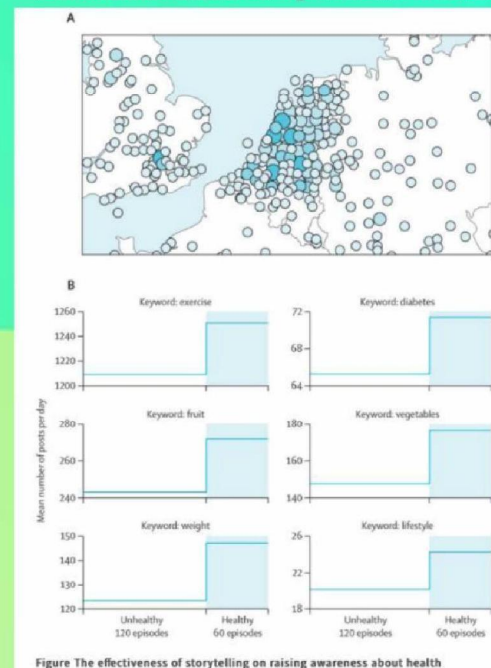 A
B
Keyword: exercise
1260
1240
1220
1200
Keyword: diabetes
72
68
64
Mean number of posts per day
Keyword: fruit
280
260
240
Keyword: vegetables
180
160
140
Keyword: weight
150
140
130
120
Keyword: lifestyle
26
22
18
Unhealthy
120 episodes
Healthy
60 episodes
Unhealthy
120 episodes
Healthy
60 episodes
Figure The effectiveness of storytelling on raising awareness about health